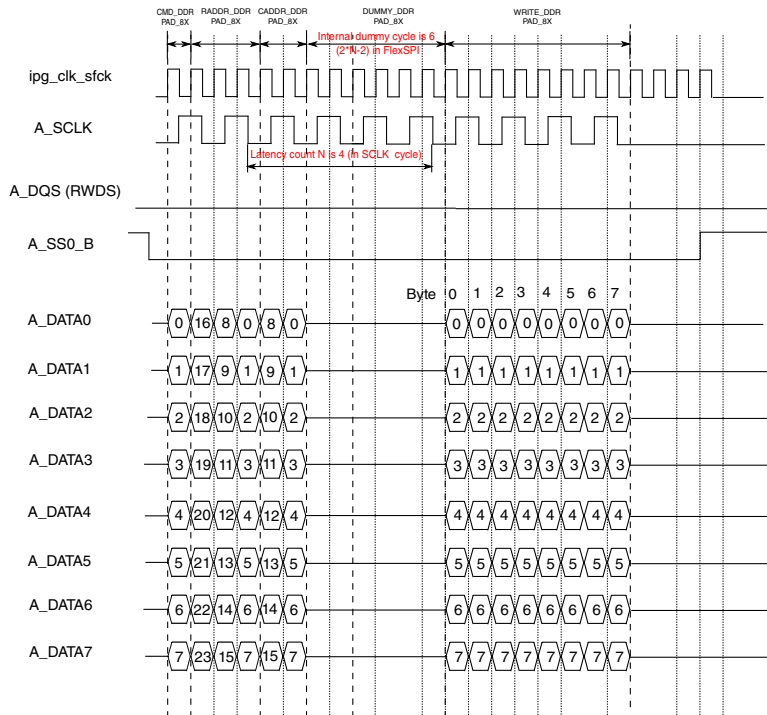 CMD_DDR RADDR_DDR CADDR_DDR DUMMY_DDR WRITE_DDR
PAD_8X PAD_8X PAD_8X PAD_8X PAD_8X
Internal dummy cycle is 6
(2*N-2) in FlexSPI
ipg_clk_sfck
A_SCLK
Latency count N is 4 (in SCLK cycle)
A_DQS (RWDS)
A_SS0_B
Byte 0 1 2 3 4 5 6 7
A_DATA0 0 16 8 0 8 0 0 0 0 0 0 0 0 0
A_DATA1 1 17 9 1 9 1 1 1 1 1 1 1 1 1
A_DATA2 2 18 10 2 10 2 2 2 2 2 2 2 2 2
A_DATA3 3 19 11 3 11 3 3 3 3 3 3 3 3 3
A_DATA4 4 20 12 4 12 4 4 4 4 4 4 4 4 4
A_DATA5 5 21 13 5 13 5 5 5 5 5 5 5 5 5
A_DATA6 6 22 14 6 14 6 6 6 6 6 6 6 6 6
A_DATA7 7 23 15 7 15 7 7 7 7 7 7 7 7 7